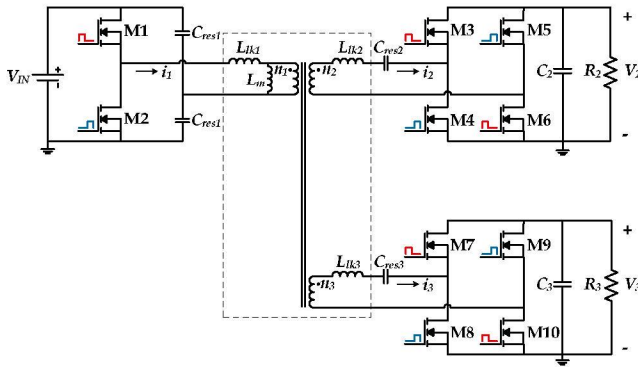 M1
C_res1
L_lk1
L_lk2
C_res2
M3
M5
+
V_IN
+
-
i_1
L_m
n_1
n_2
i_2
C_2
R_2
V_2
M2
C_res1
M4
M6
-
M7
M9
+
L_lk3
C_res3
n_3
i_3
C_3
R_3
V_3
M8
M10
-